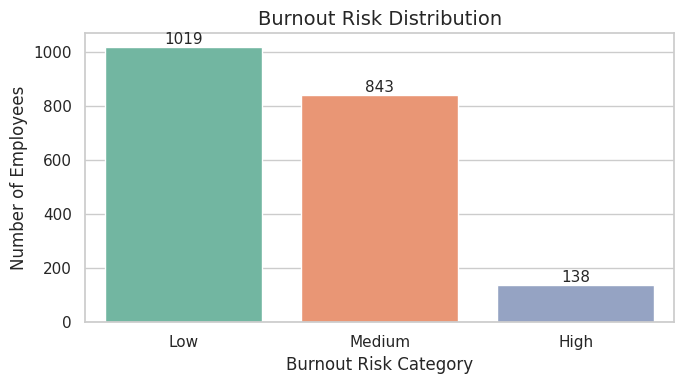 Burnout Risk Distribution
Number of Employees
1000
800
600
400
200
0
1019
843
138
Low
Medium
High
Burnout Risk Category